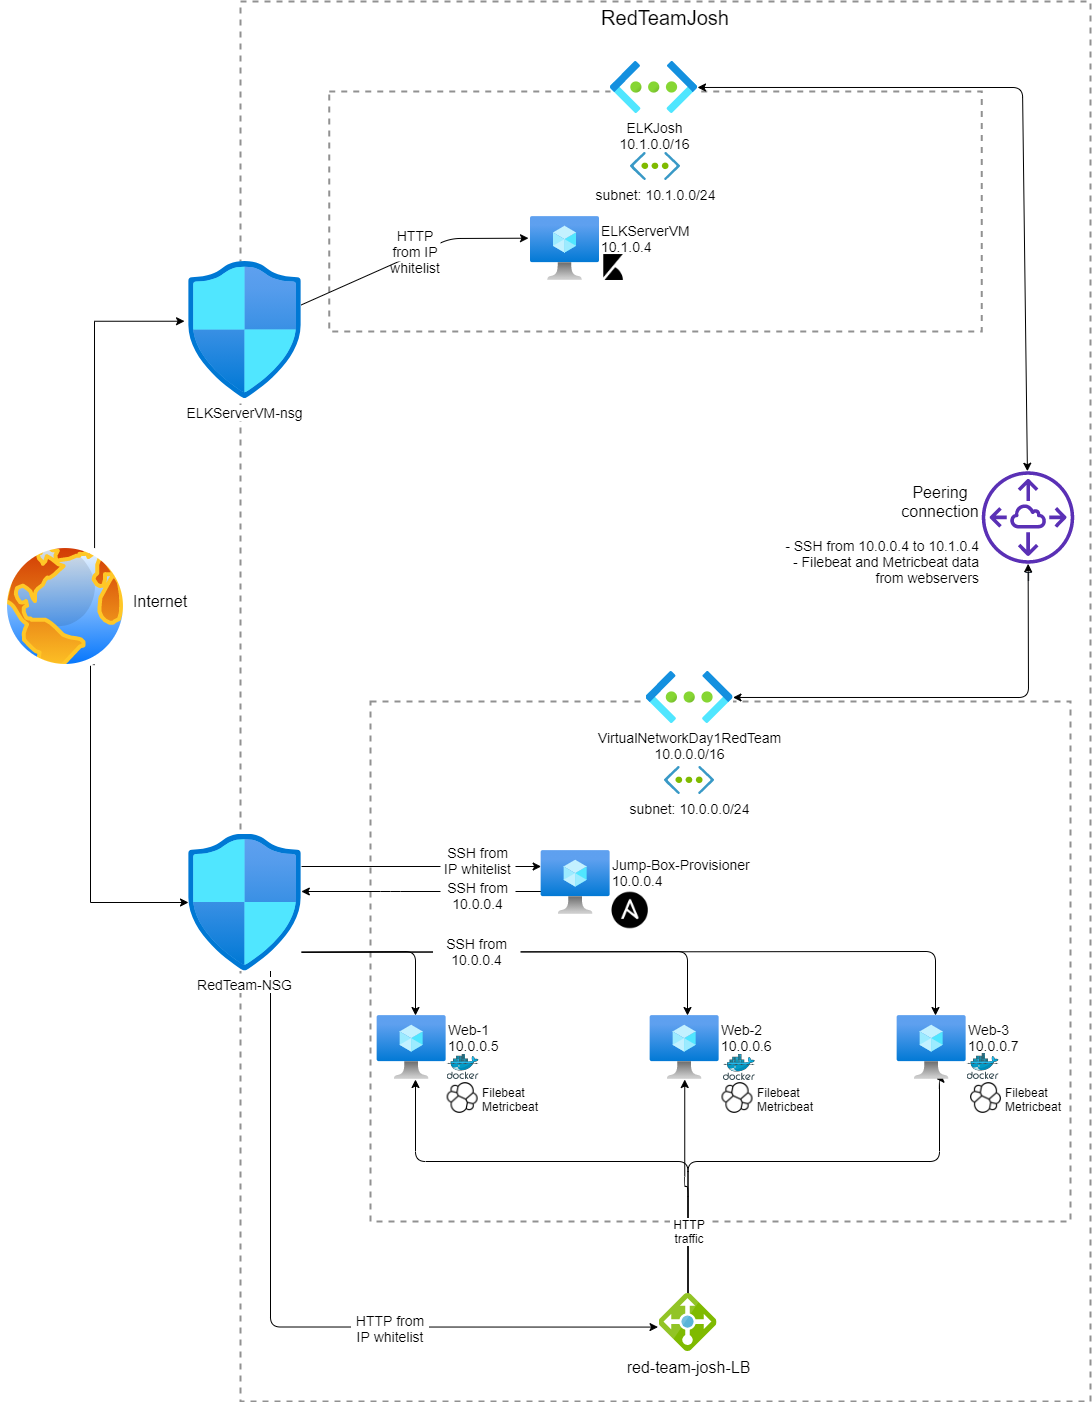 RedTeamJosh
ELKJosh
10.1.0.0/16
subnet: 10.1.0.0/24
HTTP
from IP
whitelist
ELKServerVM
10.1.0.4
ELKServerVM-nsg
Peering
connection
- SSH from 10.0.0.4 to 10.1.0.4
- Filebeat and Metricbeat data
from webservers
Internet
VirtualNetworkDay1RedTeam
10.0.0.0/16
subnet: 10.0.0.0/24
SSH from
IP whitelist
Jump-Box-Provisioner
10.0.0.4
SSH from
10.0.0.4
SSH from
10.0.0.4
RedTeam-NSG
Web-1
10.0.0.5
docker
Filebeat
Metricbeat
Web-2
10.0.0.6
docker
Filebeat
Metricbeat
Web-3
10.0.0.7
docker
Filebeat
Metricbeat
HTTP
traffic
HTTP from
IP whitelist
red-team-josh-LB